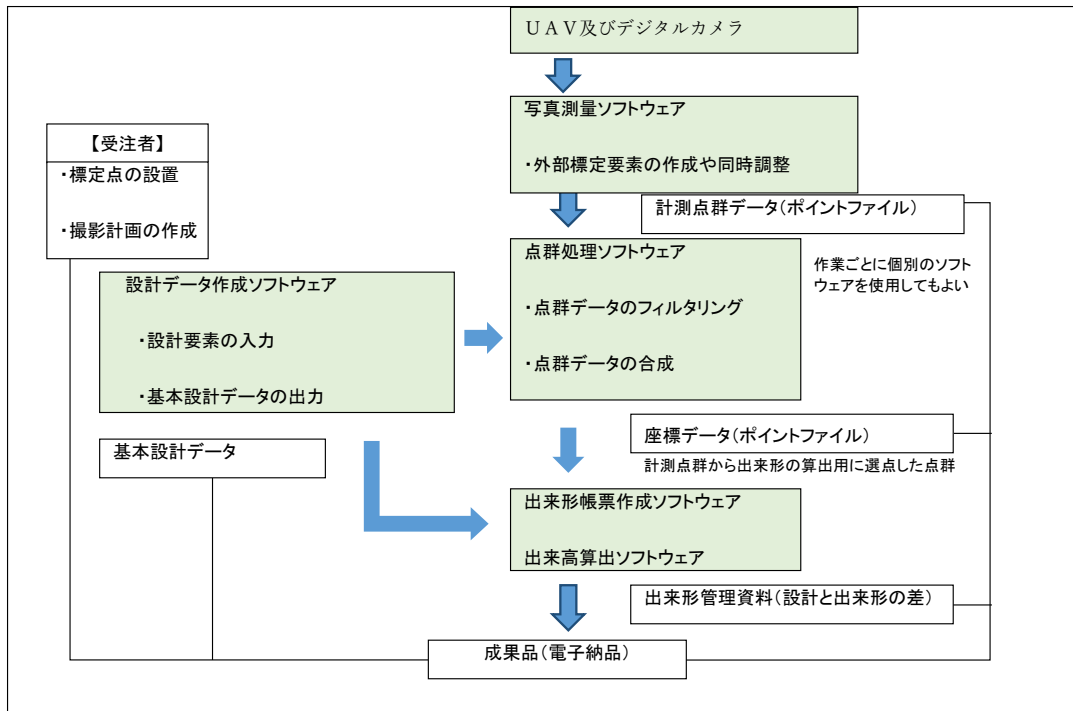 UAV及びデジタルカメラ
写真測量ソフトウェア
・外部標定要素の作成や同時調整
【受注者】
・標定点の設置
・撮影計画の作成
計測点群データ(ポイントファイル)
点群処理ソフトウェア
・点群データのフィルタリング
・点群データの合成
作業ごとに個別のソフト
ウェアを使用してもよい
設計データ作成ソフトウェア
・設計要素の入力
・基本設計データの出力
座標データ(ポイントファイル)
計測点群から出来形の算出用に選点した点群
基本設計データ
出来形帳票作成ソフトウェア
出来高算出ソフトウェア
出来形管理資料(設計と出来形の差)
成果品(電子納品)